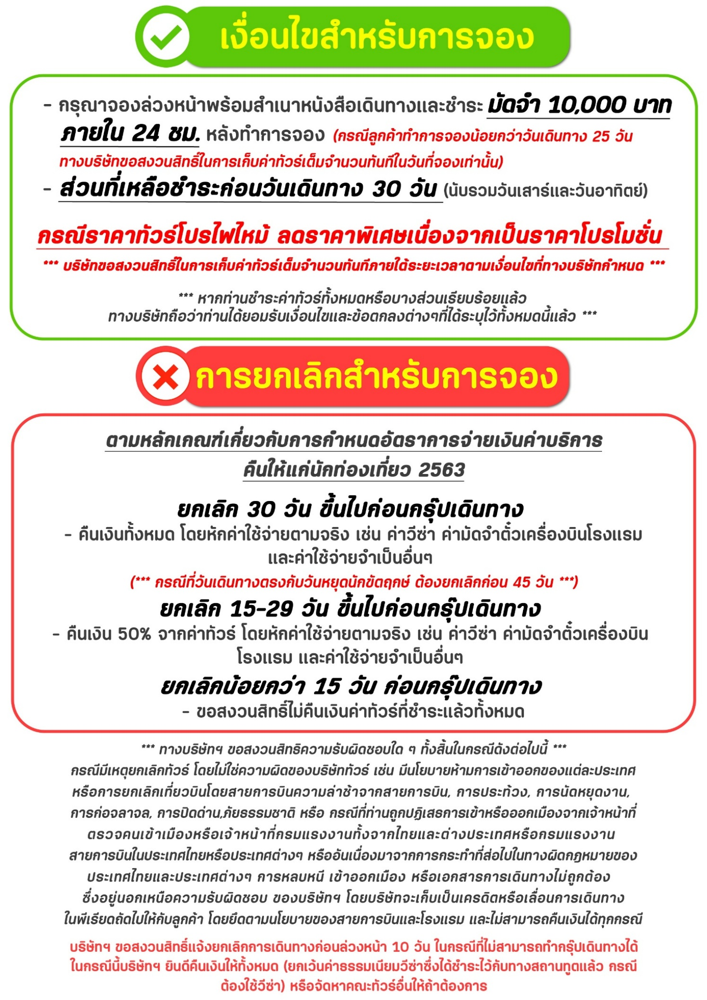 เงื่อนไขสำหรับการจอง
- กรุณาจองล่วงหน้าพร้อมสำเนาหนังสือเดินทางและชำระ มัดจำ 10,000 บาท
ภายใน 24 ชม. หลังทำการจอง (กรณีลูกค้าทำการจองน้อยกว่าวันเดินทาง 25 วัน
ทางบริษัทขอสงวนสิทธิ์ในการเก็บค่าทัวร์เต็มจำนวนทันทีในวันที่จองเท่านั้น)
- ส่วนที่เหลือชำระก่อนวันเดินทาง 30 วัน (นับรวมวันเสาร์และวันอาทิตย์)
กรณีราคาทัวร์โปรไฟไหม้ ลดราคาพิเศษเนื่องจากเป็นราคาโปรโมชั่น
*** บริษัทขอสงวนสิทธิ์ในการเก็บค่าทัวร์เต็มจำนวนทันทีภายใต้ระยะเวลาตามเงื่อนไขที่ทางบริษัทกำหนด ***
*** หากท่านชำระค่าทัวร์ทั้งหมดหรือบางส่วนเรียบร้อยแล้ว
ทางบริษัทถือว่าท่านได้ยอมรับเงื่อนไขและข้อตกลงต่างๆที่ได้ระบุไว้ทั้งหมดนี้แล้ว ***
การยกเลิกสำหรับการจอง
ตามหลักเกณฑ์เกี่ยวกับการกำหนดอัตราการจ่ายเงินค่าบริการ
คืนให้แก่นักท่องเที่ยว 2563
ยกเลิก 30 วัน ขึ้นไปก่อนกรุ๊ปเดินทาง
- คืนเงินทั้งหมด โดยหักค่าใช้จ่ายตามจริง เช่น ค่าวีซ่า ค่ามัดจำตั๋วเครื่องบินโรงแรม
และค่าใช้จ่ายจำเป็นอื่นๆ
(*** กรณีที่วันเดินทางตรงกับวันหยุดนักขัตฤกษ์ ต้องยกเลิกก่อน 45 วัน ***)
ยกเลิก 15-29 วัน ขึ้นไปก่อนกรุ๊ปเดินทาง
- คืนเงิน 50% จากค่าทัวร์ โดยหักค่าใช้จ่ายตามจริง เช่น ค่าวีซ่า ค่ามัดจำตั๋วเครื่องบิน
โรงแรม และค่าใช้จ่ายจำเป็นอื่นๆ
ยกเลิกน้อยกว่า 15 วัน ก่อนกรุ๊ปเดินทาง
- ขอสงวนสิทธิ์ไม่คืนเงินค่าทัวร์ที่ชำระแล้วทั้งหมด
*** ทางบริษัทฯ ขอสงวนสิทธิความรับผิดชอบใด ๆ ทั้งสิ้นในกรณีดังต่อไปนี้ ***
กรณีมีเหตุยกเลิกทัวร์ โดยไม่ใช่ความผิดของบริษัททัวร์ เช่น มีนโยบายห้ามการเข้าออกของแต่ละประเทศ
หรือการยกเลิกเที่ยวบินโดยสายการบินความล่าช้าจากสายการบิน, การประท้วง, การนัดหยุดงาน,
การก่อจลาจล, การปิดด่าน,ภัยธรรมชาติ หรือ กรณีที่ท่านถูกปฏิเสธการเข้าหรือออกเมืองจากเจ้าหน้าที่
ตรวจคนเข้าเมืองหรือเจ้าหน้าที่กรมแรงงานทั้งจากไทยและต่างประเทศหรือกรมแรงงาน
สายการบินในประเทศไทยหรือประเทศต่างๆ หรืออันเนื่องมาจากการกระทำที่ส่อไปในทางผิดกฎหมายของ
ประเทศไทยและประเทศต่างๆ การหลบหนี เข้าออกเมือง หรือเอกสารการเดินทางไม่ถูกต้อง
ซึ่งอยู่นอกเหนือความรับผิดชอบ ของบริษัทฯ โดยบริษัทจะเก็บเป็นเครดิตหรือเลื่อนการเดินทาง
ในพีเรียดถัดไปให้กับลูกค้า โดยยึดตามนโยบายของสายการบินและโรงแรม และไม่สามารถคืนเงินได้ทุกกรณี
บริษัทฯ ขอสงวนสิทธิ์แจ้งยกเลิกการเดินทางก่อนล่วงหน้า 10 วัน ในกรณีที่ไม่สามารถทำกรุ๊ปเดินทางได้
ในกรณีนี้บริษัทฯ ยินดีคืนเงินให้ทั้งหมด (ยกเว้นค่าธรรมเนียมวีซ่าซึ่งได้ชำระไว้กับทางสถานทูตแล้ว กรณี
ต้องใช้วีซ่า) หรือจัดหาคณะทัวร์อื่นให้ถ้าต้องการ